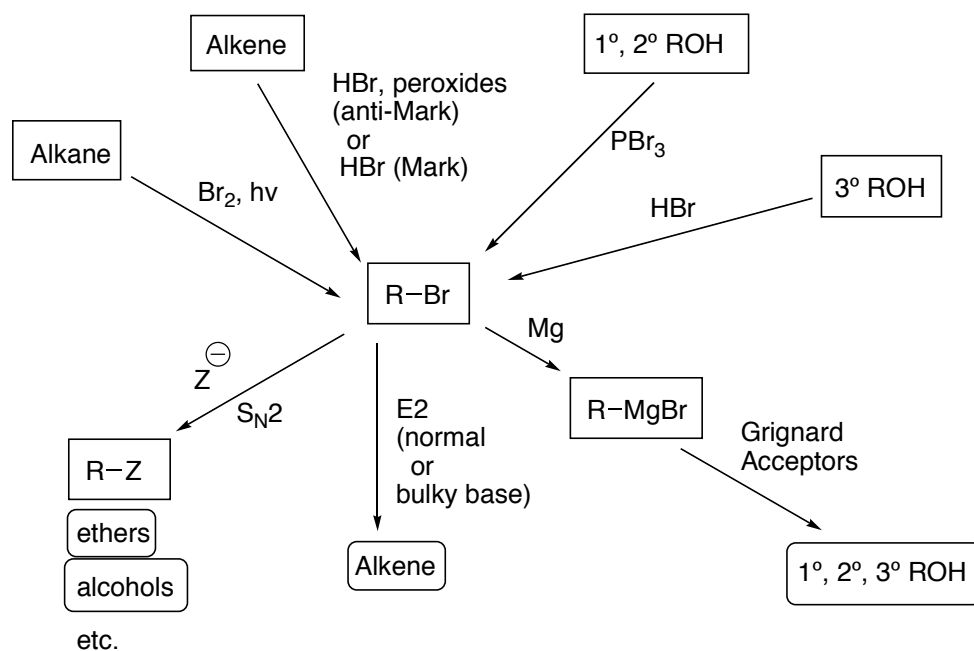 Alkene
1º, 2º ROH
HBr, peroxides
(anti-Mark)
or
HBr (Mark)
PBr3
Alkane
3º ROH
Br2, hv
HBr
R–Br
Mg
Z⊖
SN2
E2
(normal
or
bulky base)
R–MgBr
Grignard
Acceptors
R–Z
ethers
alcohols
etc.
Alkene
1º, 2º, 3º ROH